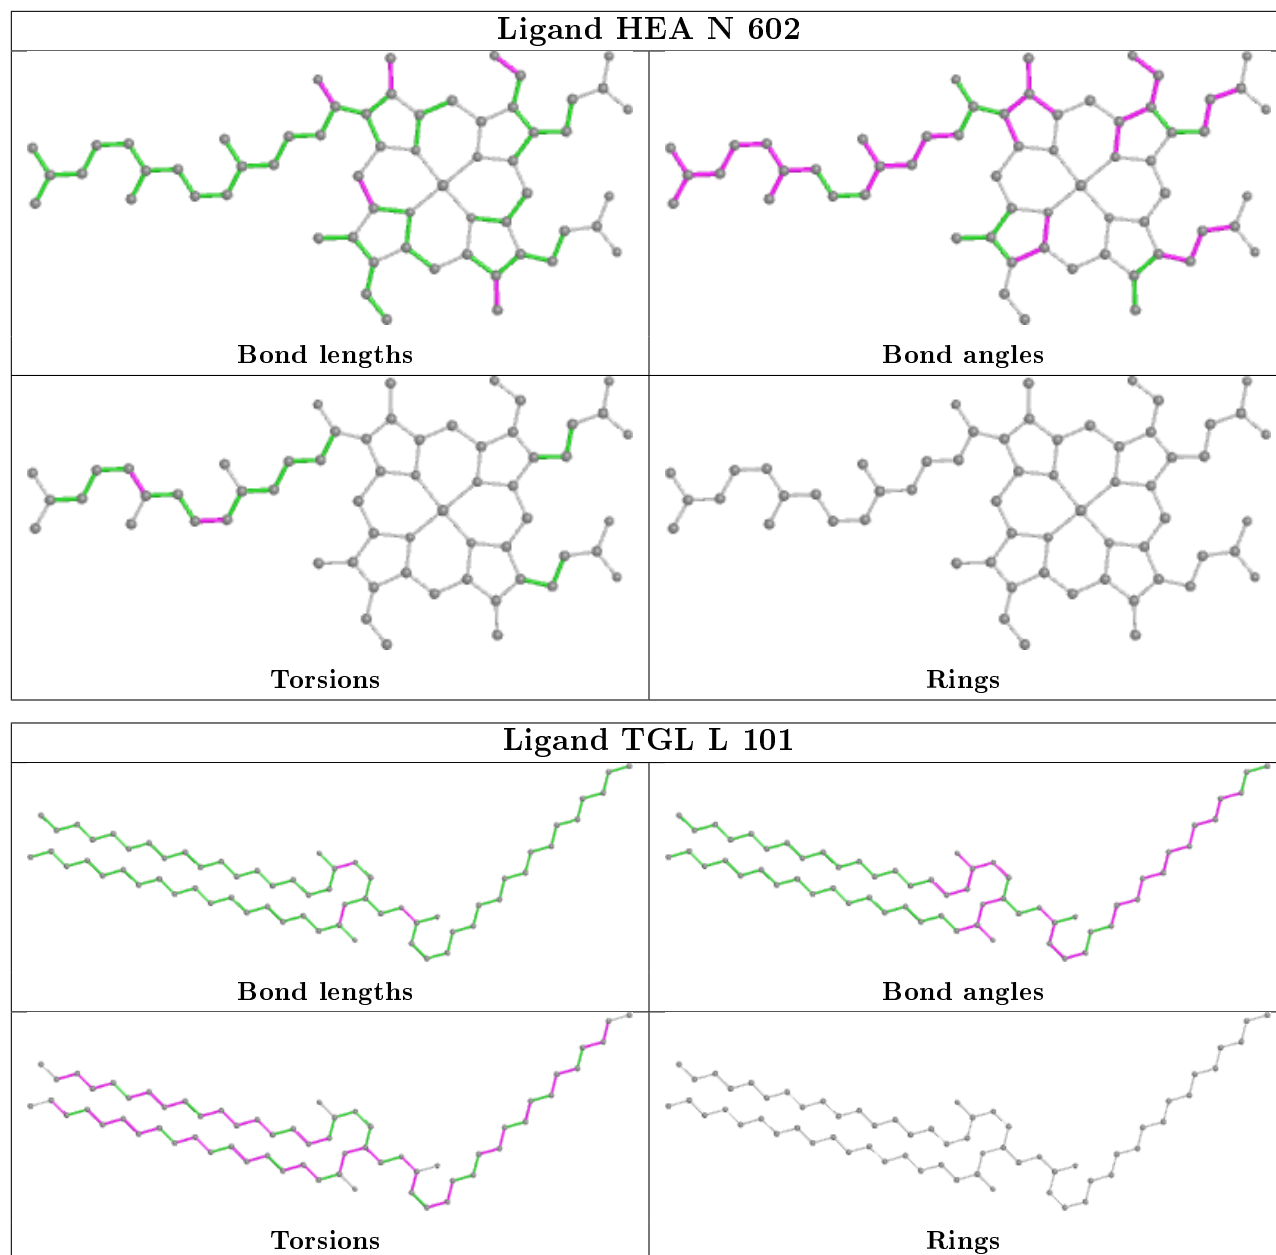 Ligand HEA N 602
Bond lengths
Bond angles
Torsions
Rings
Ligand TGL L 101
Bond lengths
Bond angles
Torsions
Rings